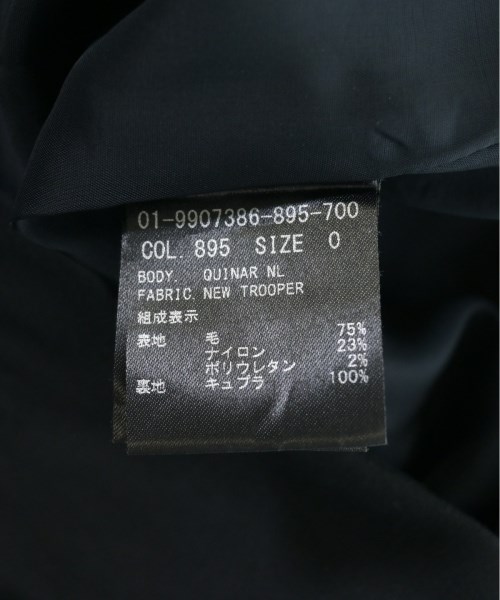 01-9907386-895-700
COL. 895 SIZE 0
BODY. QUINAR NL
FABRIC. NEW TROOPER
組成表示
表地 毛 75%
ナイロン 23%
ポリウレタン 2%
裏地 キュプラ 100%